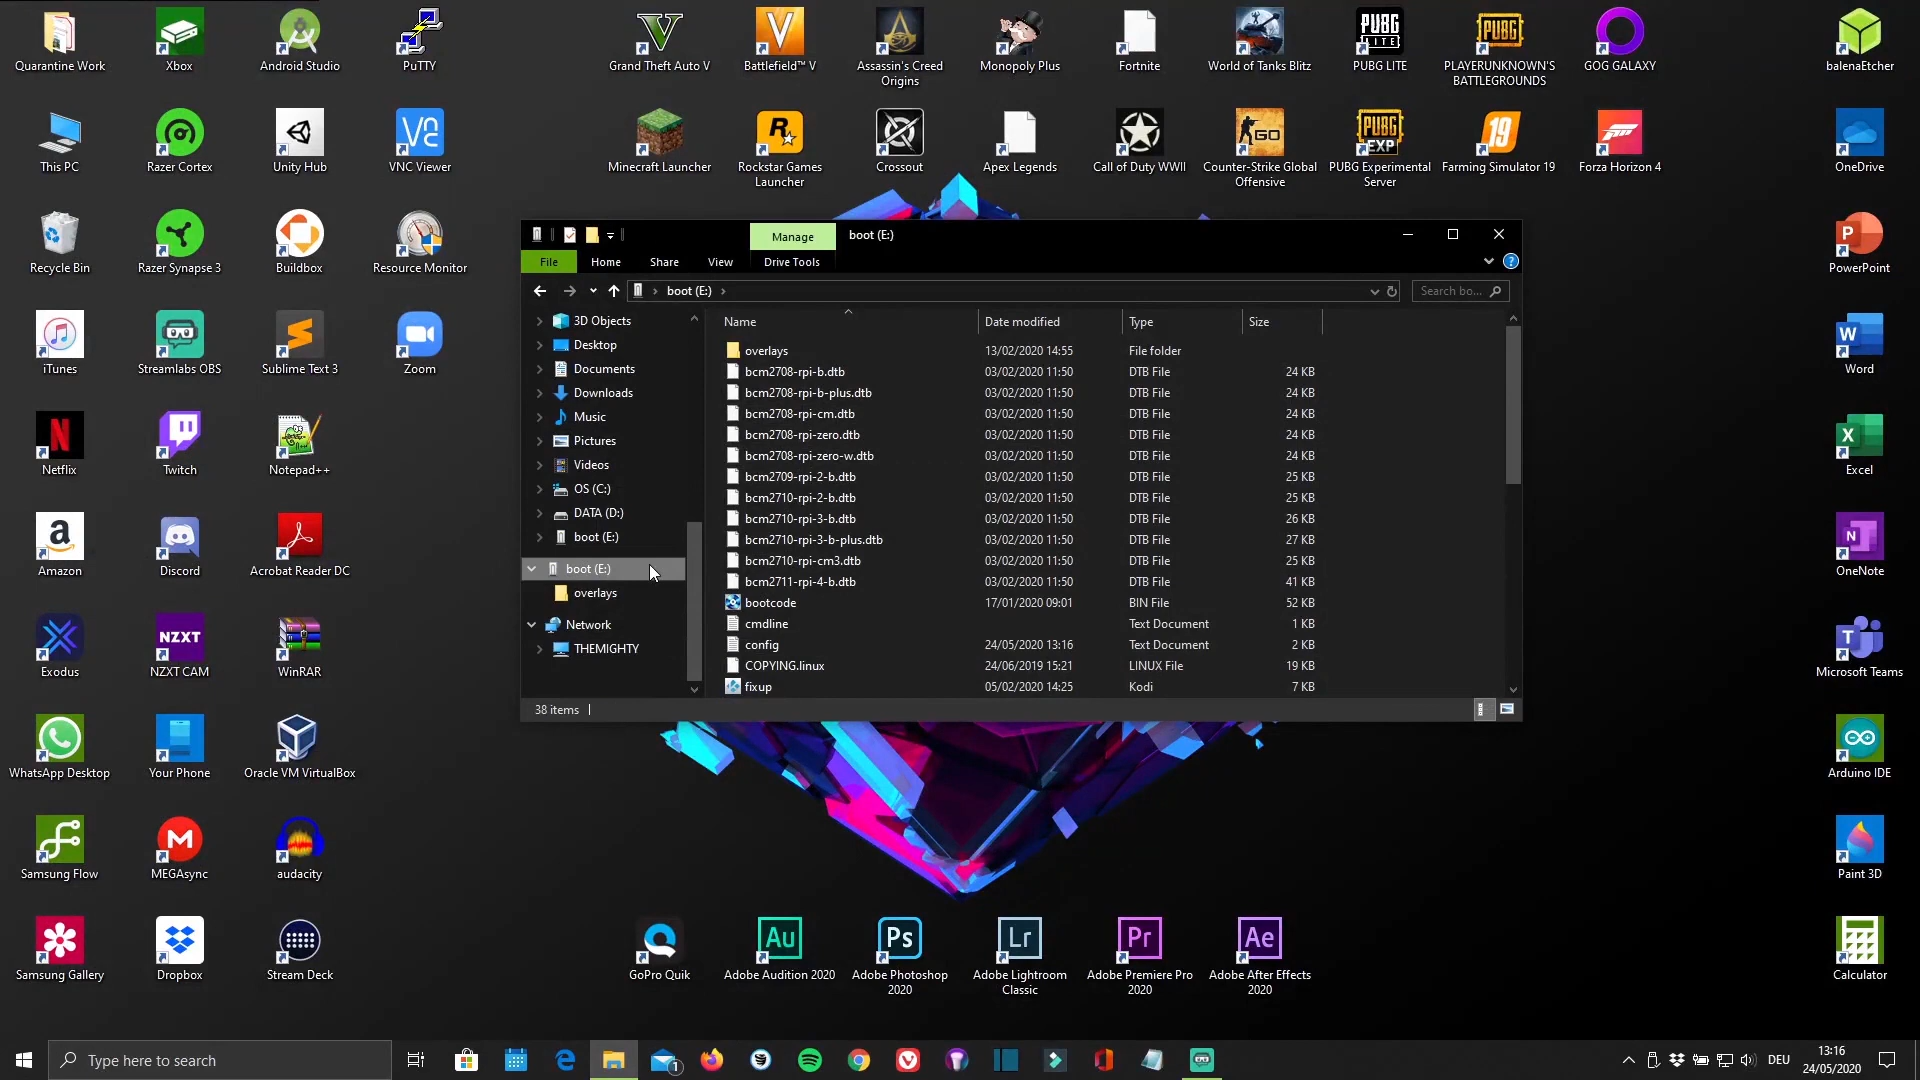 Quarantine Work
Xbox
Android Studio
PuTTY
Grand Theft Auto V
Battlefield™ V
Assassin's Creed
Origins
Monopoly Plus
Fortnite
World of Tanks Blitz
PUBG LITE
PLAYERUNKNOWN'S
BATTLEGROUNDS
GOG GALAXY
balenaEtcher
This PC
Razer Cortex
Unity Hub
VNC Viewer
Minecraft Launcher
Rockstar Games
Launcher
Crossout
Apex Legends
Call of Duty WWII
Counter-Strike Global
Offensive
PUBG Experimental
Server
Farming Simulator 19
Forza Horizon 4
OneDrive
Recycle Bin
Razer Synapse 3
Buildbox
Resource Monitor
PowerPoint
iTunes
Streamlabs OBS
Sublime Text 3
Zoom
Word
Netflix
Twitch
Notepad++
Excel
Amazon
Discord
Acrobat Reader DC
OneNote
Exodus
NZXT
NZXT CAM
WinRAR
Microsoft Teams
WhatsApp Desktop
Your Phone
Oracle VM VirtualBox
Arduino IDE
Samsung Flow
MEGAsync
audacity
Paint 3D
Samsung Gallery
Dropbox
Stream Deck
GoPro Quik
Adobe Audition 2020
Adobe Photoshop
2020
Adobe Lightroom
Classic
Adobe Premiere Pro
2020
Adobe After Effects
2020
Calculator
Manage
boot (E:)
File
Home
Share
View
Drive Tools
boot (E:)
Search bo...
3D Objects
Desktop
Documents
Downloads
Music
Pictures
Videos
OS (C:)
DATA (D:)
boot (E:)
boot (E:)
overlays
Network
THEMIGHTY
Name Date modified Type Size
overlays 13/02/2020 14:55 File folder
bcm2708-rpi-b.dtb 03/02/2020 11:50 DTB File 24 KB
bcm2708-rpi-b-plus.dtb 03/02/2020 11:50 DTB File 24 KB
bcm2708-rpi-cm.dtb 03/02/2020 11:50 DTB File 24 KB
bcm2708-rpi-zero.dtb 03/02/2020 11:50 DTB File 24 KB
bcm2708-rpi-zero-w.dtb 03/02/2020 11:50 DTB File 24 KB
bcm2709-rpi-2-b.dtb 03/02/2020 11:50 DTB File 25 KB
bcm2710-rpi-2-b.dtb 03/02/2020 11:50 DTB File 25 KB
bcm2710-rpi-3-b.dtb 03/02/2020 11:50 DTB File 26 KB
bcm2710-rpi-3-b-plus.dtb 03/02/2020 11:50 DTB File 27 KB
bcm2710-rpi-cm3.dtb 03/02/2020 11:50 DTB File 25 KB
bcm2711-rpi-4-b.dtb 03/02/2020 11:50 DTB File 41 KB
bootcode 17/01/2020 09:01 BIN File 52 KB
cmdline Text Document 1 KB
config 24/05/2020 13:16 Text Document 2 KB
COPYING.linux 24/06/2019 15:21 LINUX File 19 KB
fixup 05/02/2020 14:25 Kodi 7 KB
38 items
Au
Ps
Lr
Pr
Ae
Type here to search
DEU
13:16
24/05/2020